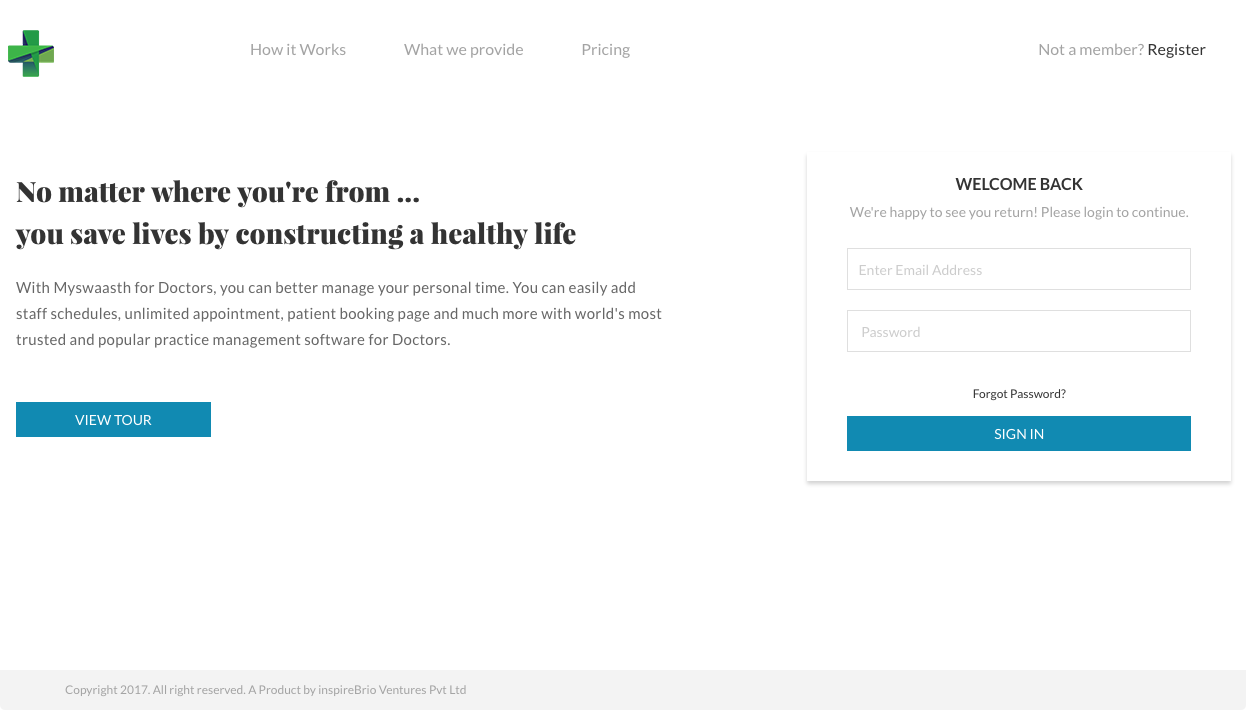 How it Works
What we provide
Pricing
Not a member? Register
No matter where you're from ...
you save lives by constructing a healthy life
With Myswaasth for Doctors, you can better manage your personal time. You can easily add
staff schedules, unlimited appointment, patient booking page and much more with world's most
trusted and popular practice management software for Doctors.
VIEW TOUR
WELCOME BACK
We're happy to see you return! Please login to continue.
Enter Email Address
Password
Forgot Password?
SIGN IN
Copyright 2017. All right reserved. A Product by inspireBrio Ventures Pvt Ltd